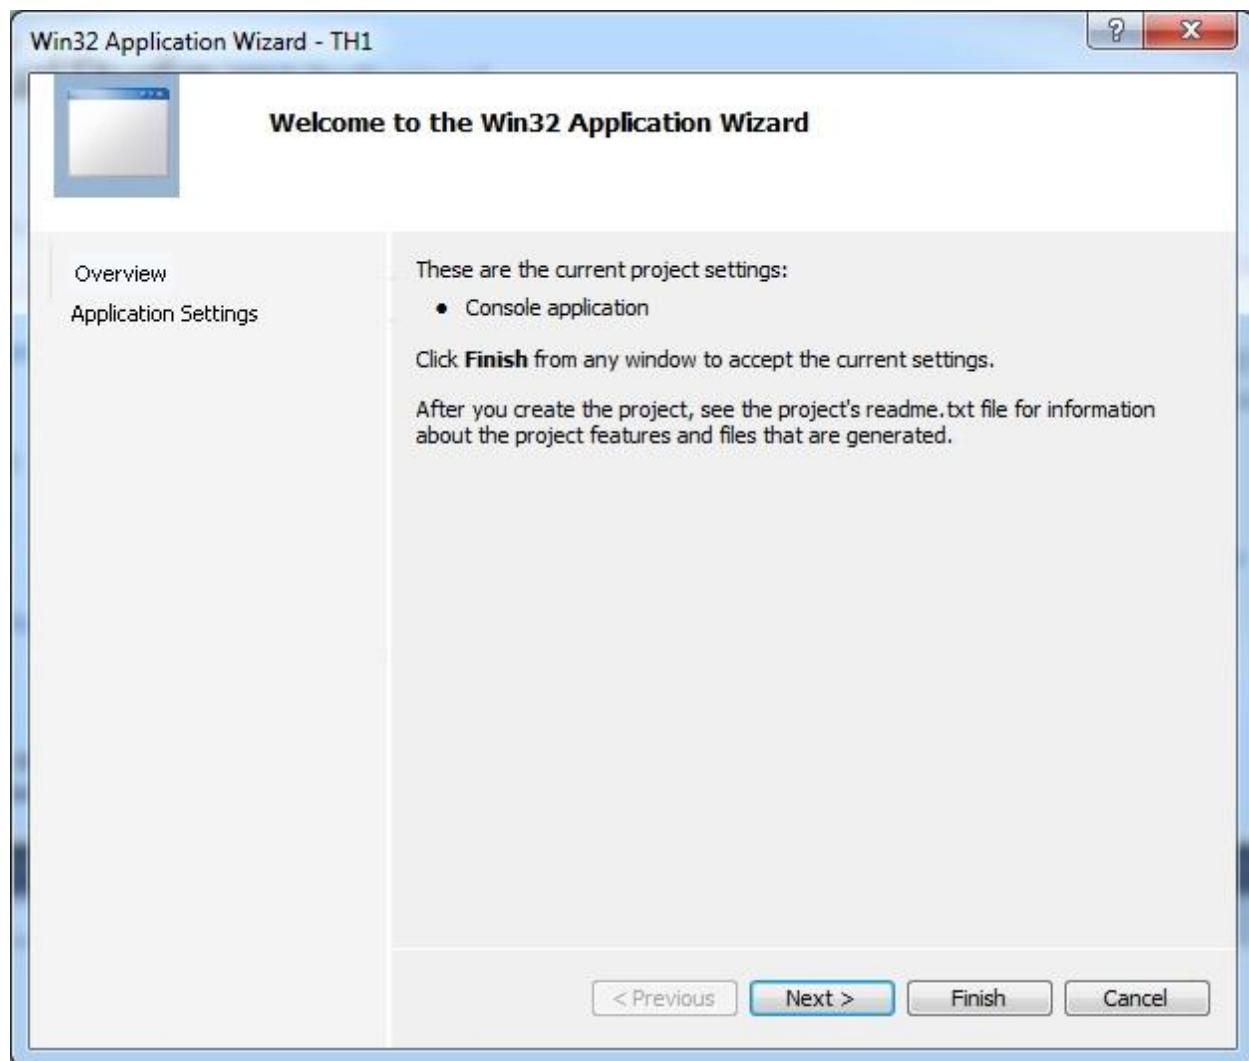 Win32 Application Wizard - TH1
?
X
Welcome to the Win32 Application Wizard
Overview
Application Settings
These are the current project settings:
• Console application
Click Finish from any window to accept the current settings.
After you create the project, see the project's readme.txt file for information
about the project features and files that are generated.
< Previous
Next >
Finish
Cancel